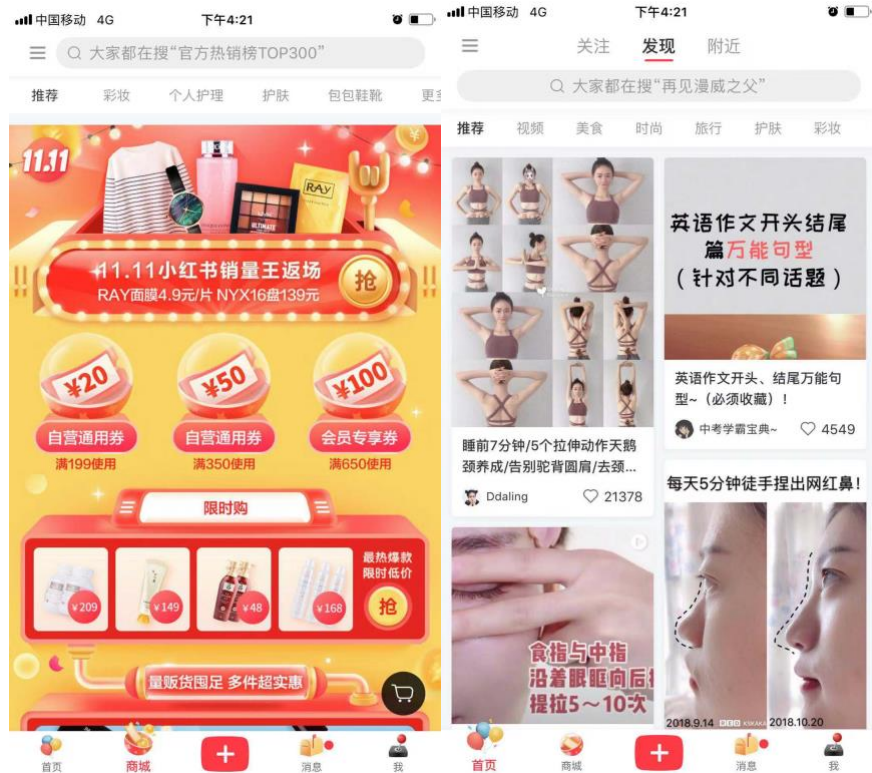 中国移动 4G
下午4:21
大家都在搜“官方热销榜TOP300”
推荐
彩妆
个人护理
护肤
包包鞋靴
11.11
RAY
ULTIMATE
11.11小红书销量王返场
RAY面膜4.9元/片 NYX16盘139元
抢
¥20
¥50
¥100
自营通用券
自营通用券
会员专享券
满199使用
满350使用
满650使用
限时购
最热爆款
限时低价
抢
¥209
¥149
¥48
¥168
量贩货囤足 多件超实惠
首页
商城
消息
我
中国移动 4G
下午4:21
关注
发现
附近
大家都在搜“再见漫威之父”
推荐
视频
美食
时尚
旅行
护肤
彩妆
睡前7分钟/5个拉伸动作天鹅
颈养成/告别驼背圆肩/去颈...
Ddaling
21378
英语作文开头结尾
篇万能句型
（针对不同话题）
英语作文开头、结尾万能句
型~（必须收藏）！
中考学霸宝典~
4549
食指与中指
沿着眼眶向后
提拉5～10次
每天5分钟徒手捏出网红鼻！
2018.9.14
2018.10.20
首页
商城
消息
我